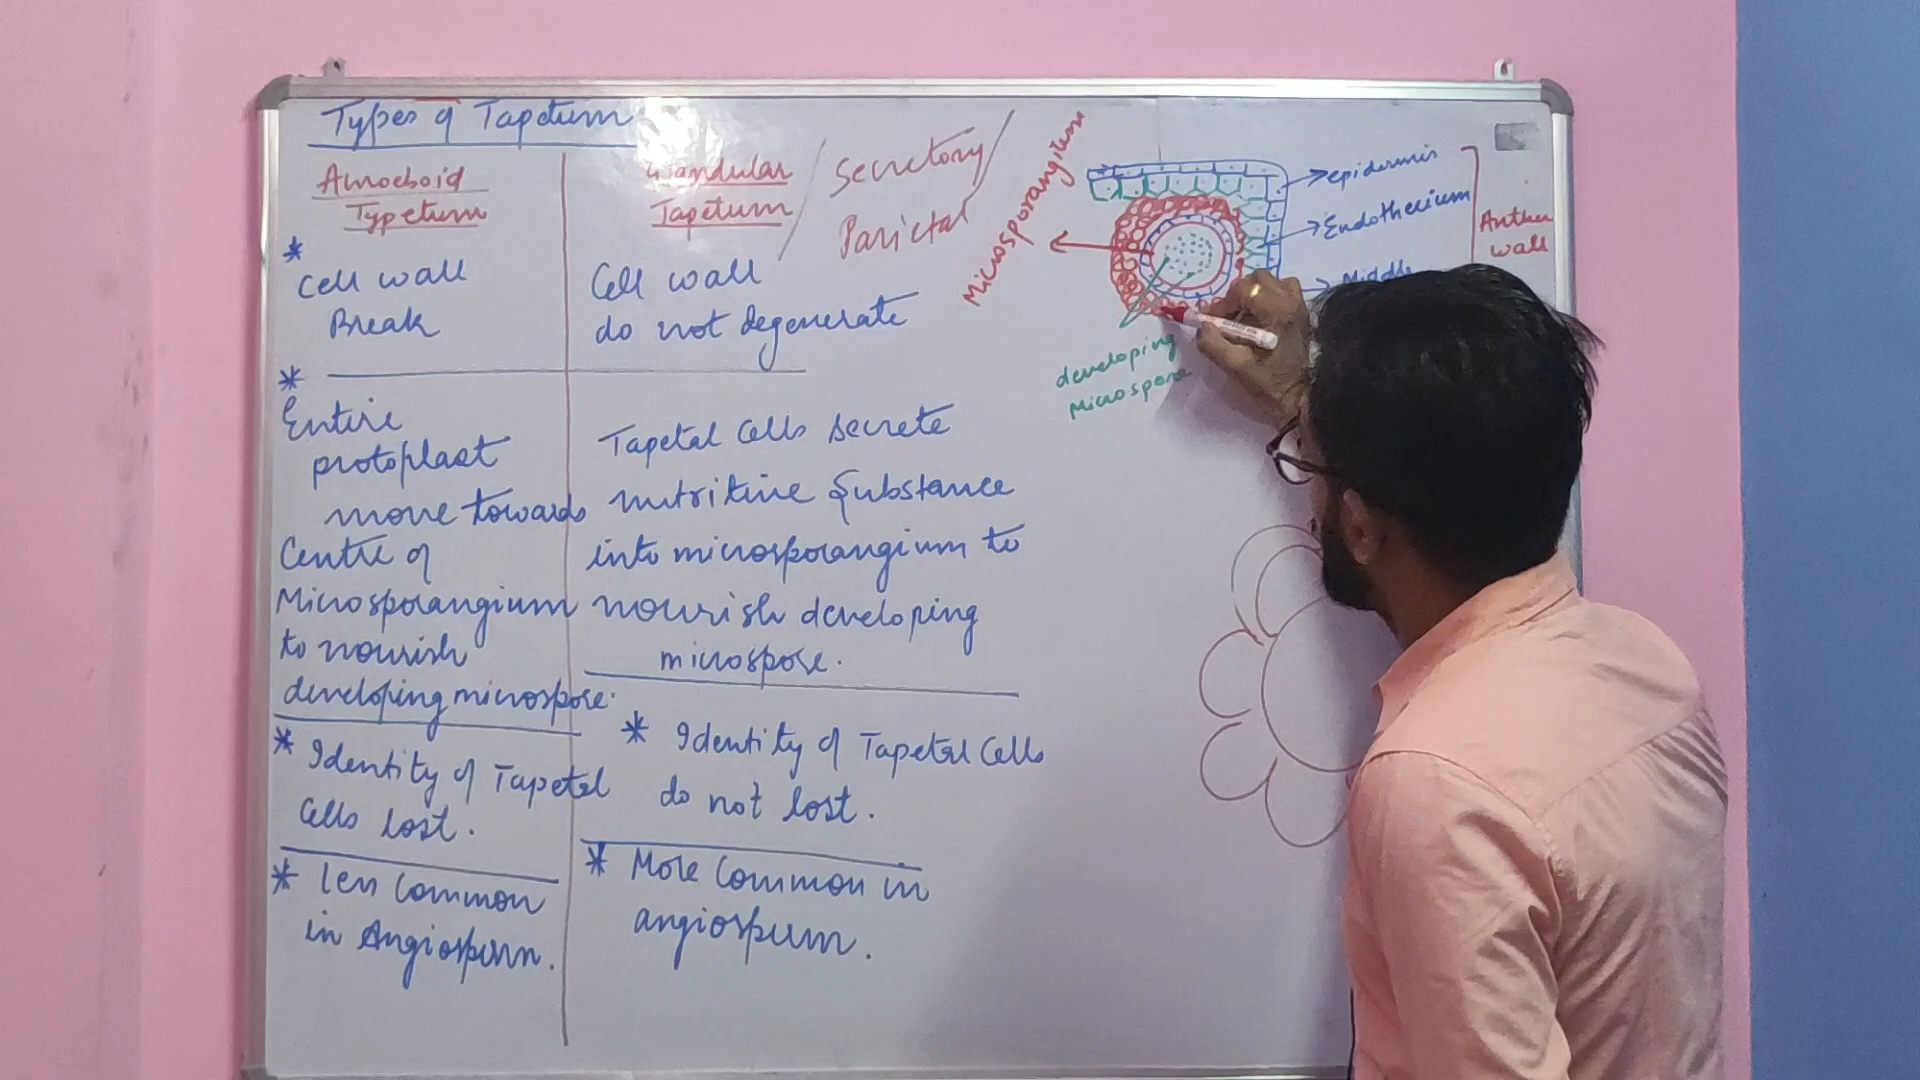 Types of Tapetum
Amoeboid
Typetum
Glandular
Tapetum
Secretory
Parietal
*
Cell wall
Break
Cell wall
do not degenerate
*
Entire
protoplast
move towards
Centre of
Microsporangium
to nourish
developing microspore.
Tapetal Cells secrete
nutritive Substance
into microsporangium to
nourish developing
microspore.
* Identity of Tapetal
Cells lost.
* Identity of Tapetal Cells
do not lost.
* Less Common
in Angiosperm.
* More Common in
angiosperm.
Microsporangium
epidermis
Endothecium
Middle
Anther
wall
developing
Microspore